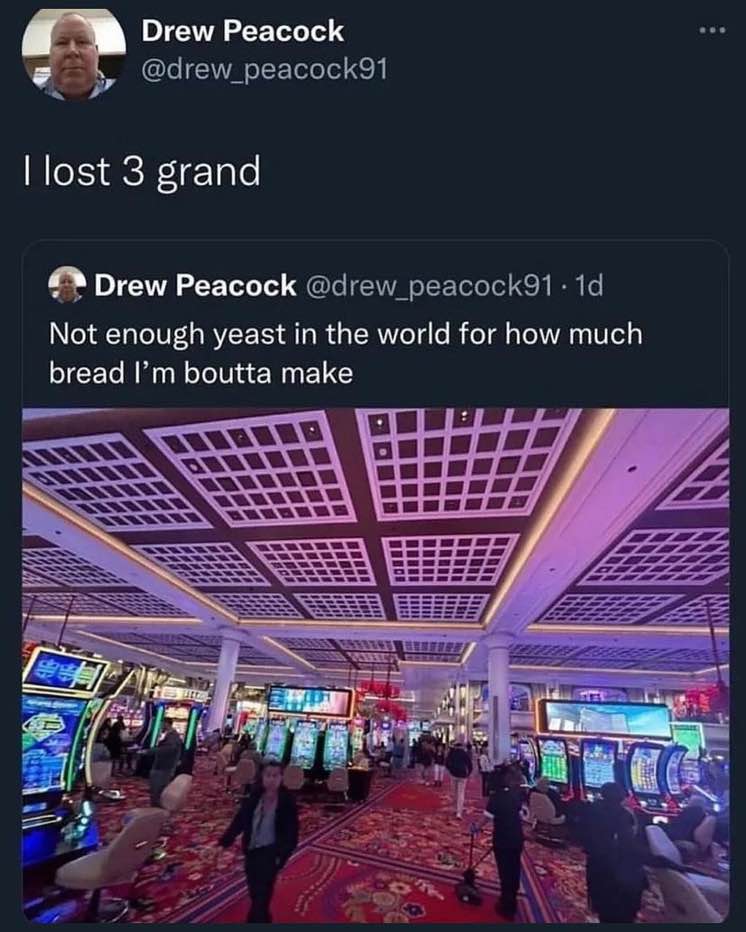 Drew Peacock
@drew_peacock91
I lost 3 grand
Drew Peacock @drew_peacock91 · 1d
Not enough yeast in the world for how much
bread I’m boutta make